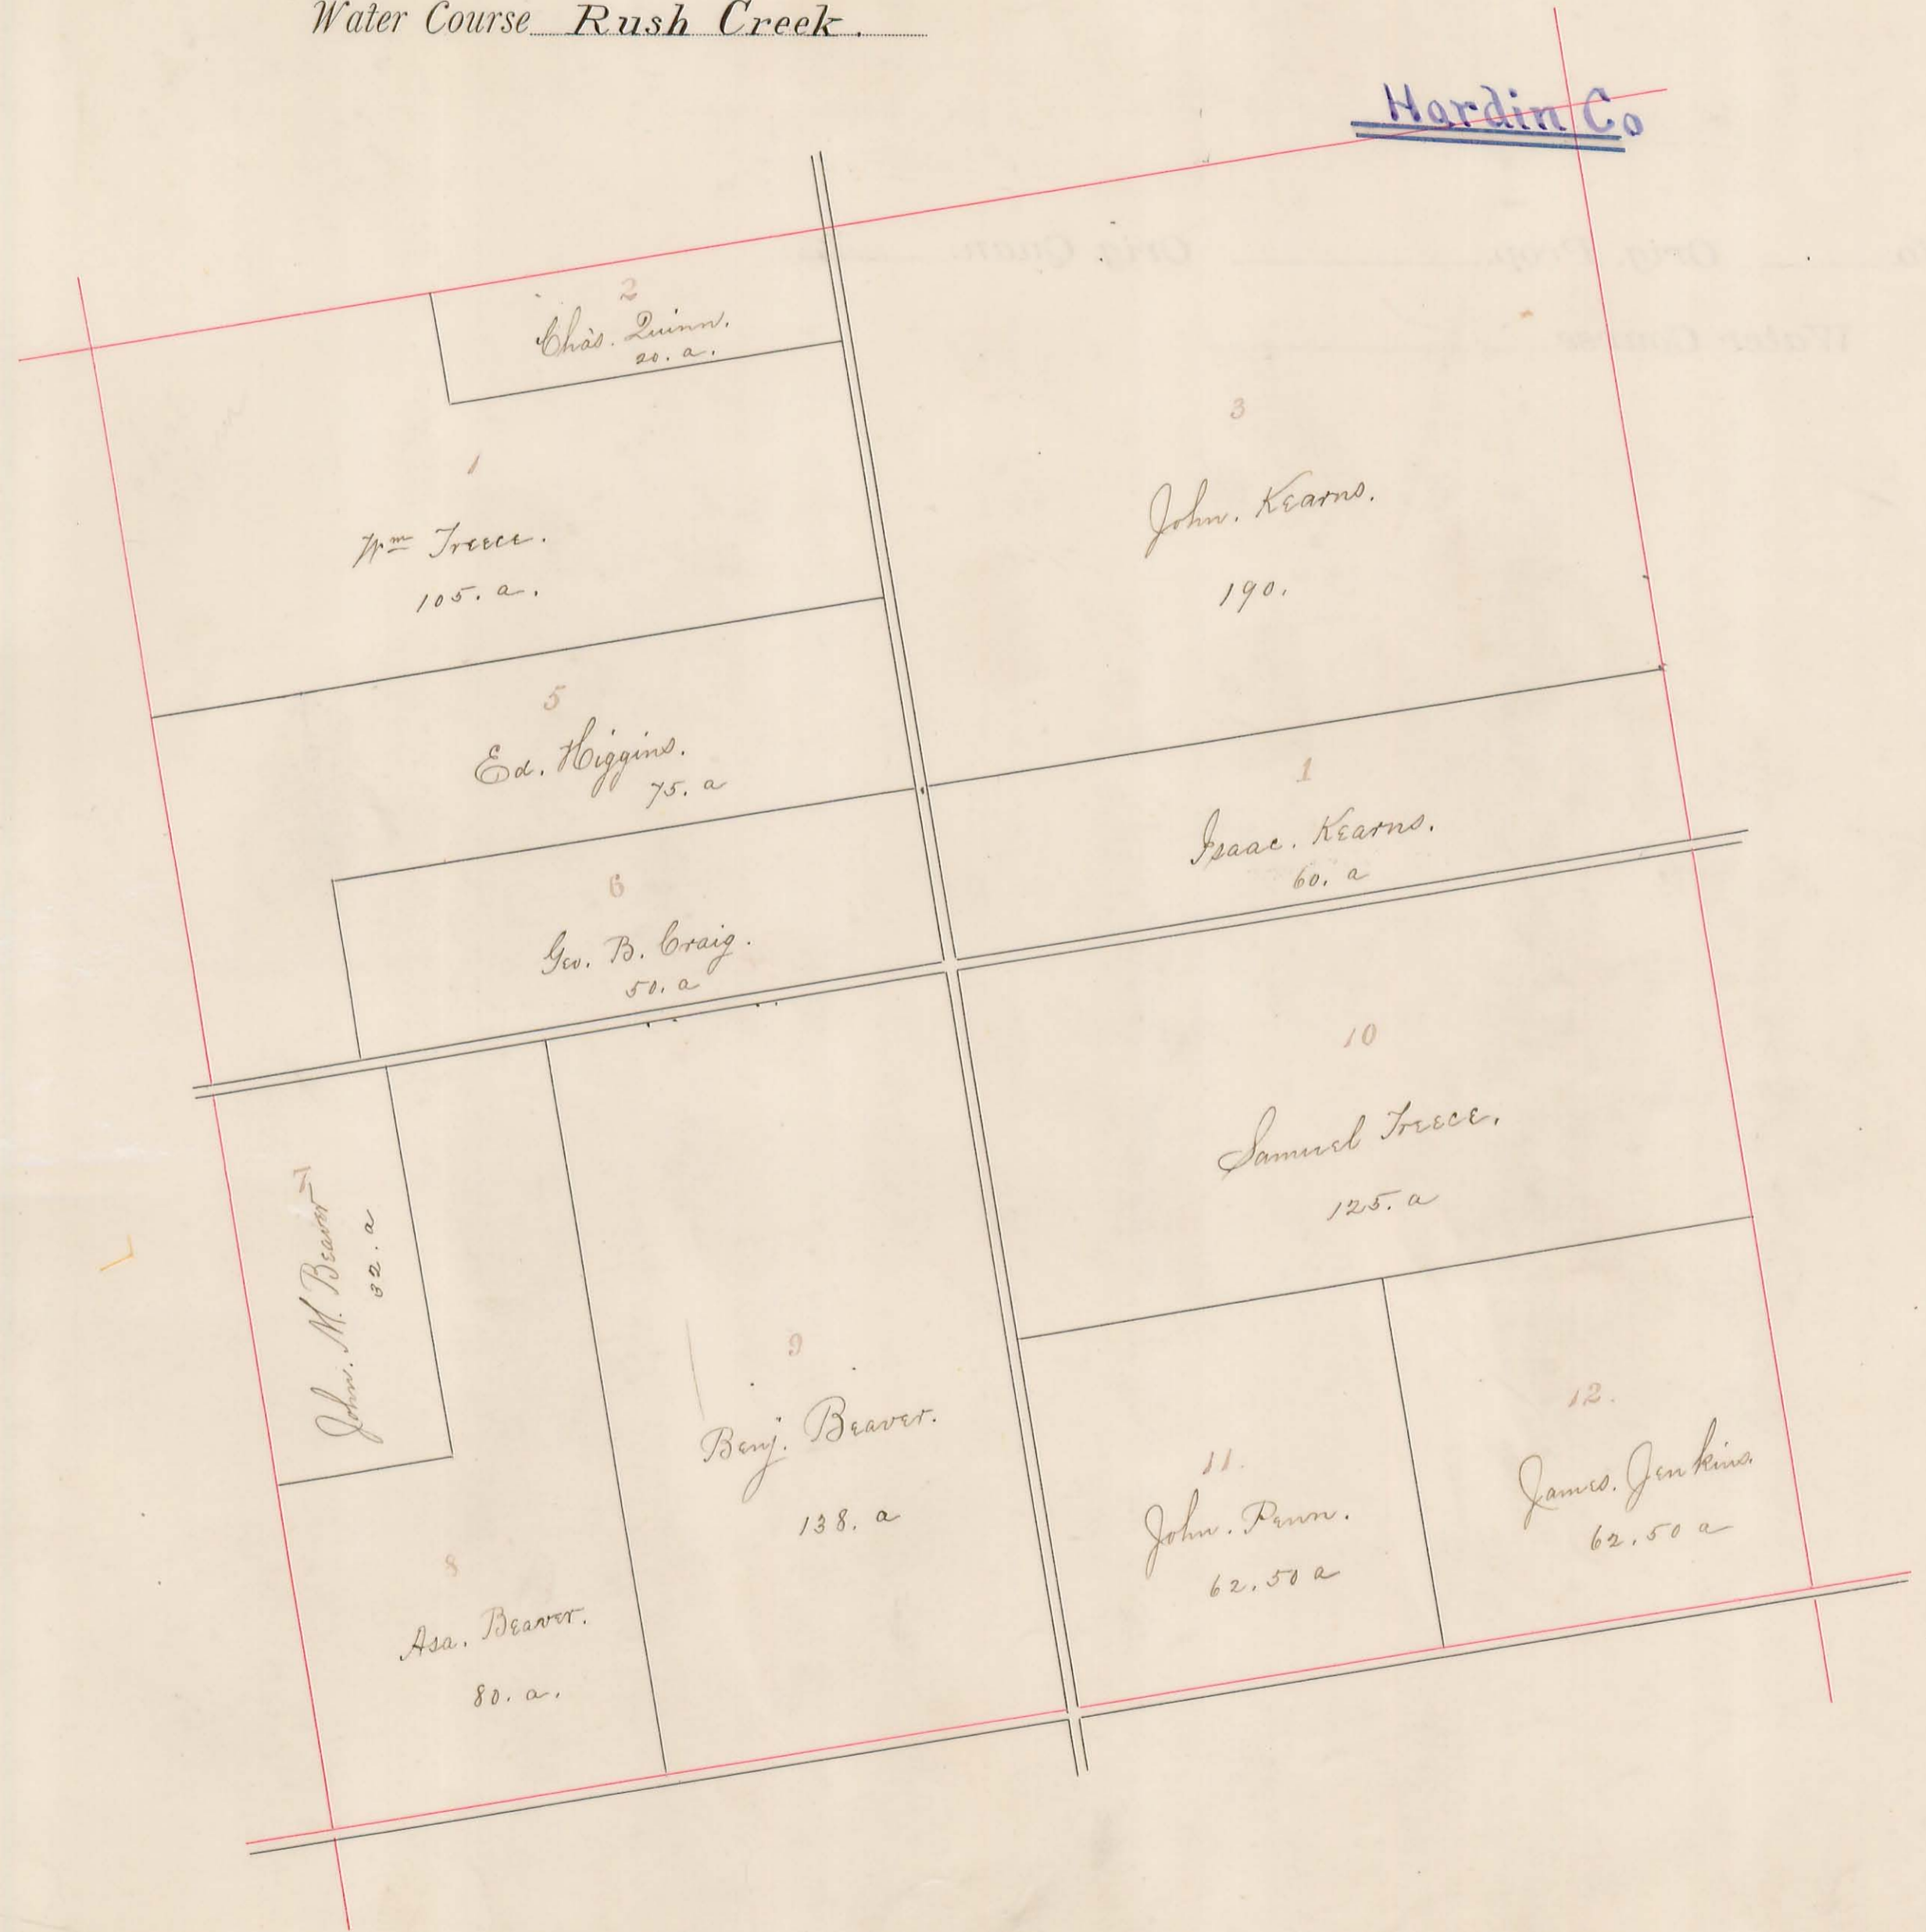 Water Course Rush Creek.
Hardin Co
2
Chas. Quinn.
20. a.
1
Wm Treece.
105. a.
3
John. Kearns.
190.
5
Ed. Higgins.
75. a
1
Isaac. Kearns.
60. a
6
Geo. B. Craig.
50. a
7
John. M. Beaver
32. a
8
Asa. Beaver.
80. a.
9
Benj. Beaver.
138. a
10
Samuel Treece.
125. a
11.
John. Penn.
62.50 a
12.
James. Jenkins.
62.50 a